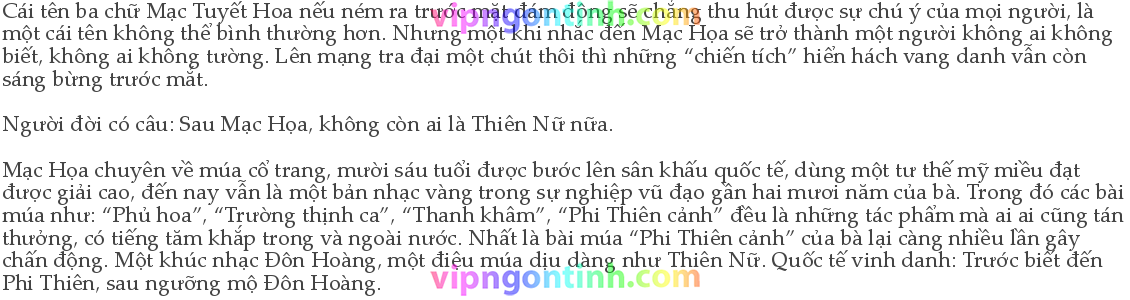 Cái tên ba chữ Mạc Tuyết Hoa nếu ném ra trước mặt đám đông sẽ chẳng thu hút được sự chú ý của mọi người, là
một cái tên không thể bình thường hơn. Nhưng một khi nhắc đến Mạc Họa sẽ trở thành một người không ai không
biết, không ai không tường. Lên mạng tra đại một chút thôi thì những “chiến tích” hiển hách vang danh vẫn còn
sáng bừng trước mắt.
Người đời có câu: Sau Mạc Họa, không còn ai là Thiên Nữ nữa.
Mạc Họa chuyên về múa cổ trang, mười sáu tuổi được bước lên sân khấu quốc tế, dùng một tư thế mỹ miều đạt
được giải cao, đến nay vẫn là một bản nhạc vàng trong sự nghiệp vũ đạo gần hai mươi năm của bà. Trong đó các bài
múa như: “Phủ hoa”, “Trường thịnh ca”, “Thanh khâm”, “Phi Thiên cảnh” đều là những tác phẩm mà ai ai cũng tán
thưởng, có tiếng tăm khắp trong và ngoài nước. Nhất là bài múa “Phi Thiên cảnh” của bà lại càng nhiều lần gây
chấn động. Một khúc nhạc Đôn Hoàng, một điệu múa dịu dàng như Thiên Nữ. Quốc tế vinh danh: Trước biết đến
Phi Thiên, sau ngưỡng mộ Đôn Hoàng.
vipngontinh.com
vipngontinh.com